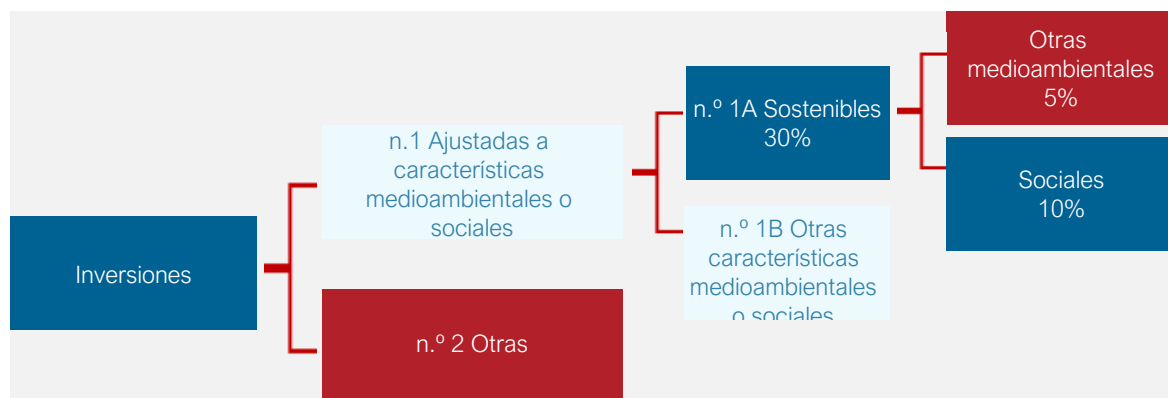 Inversiones
n.1 Ajustadas a
características
medioambientales o
sociales
n.º 2 Otras
n.º 1A Sostenibles
30%
n.º 1B Otras
características
medioambientales
o sociales
Otras
medioambientales
5%
Sociales
10%